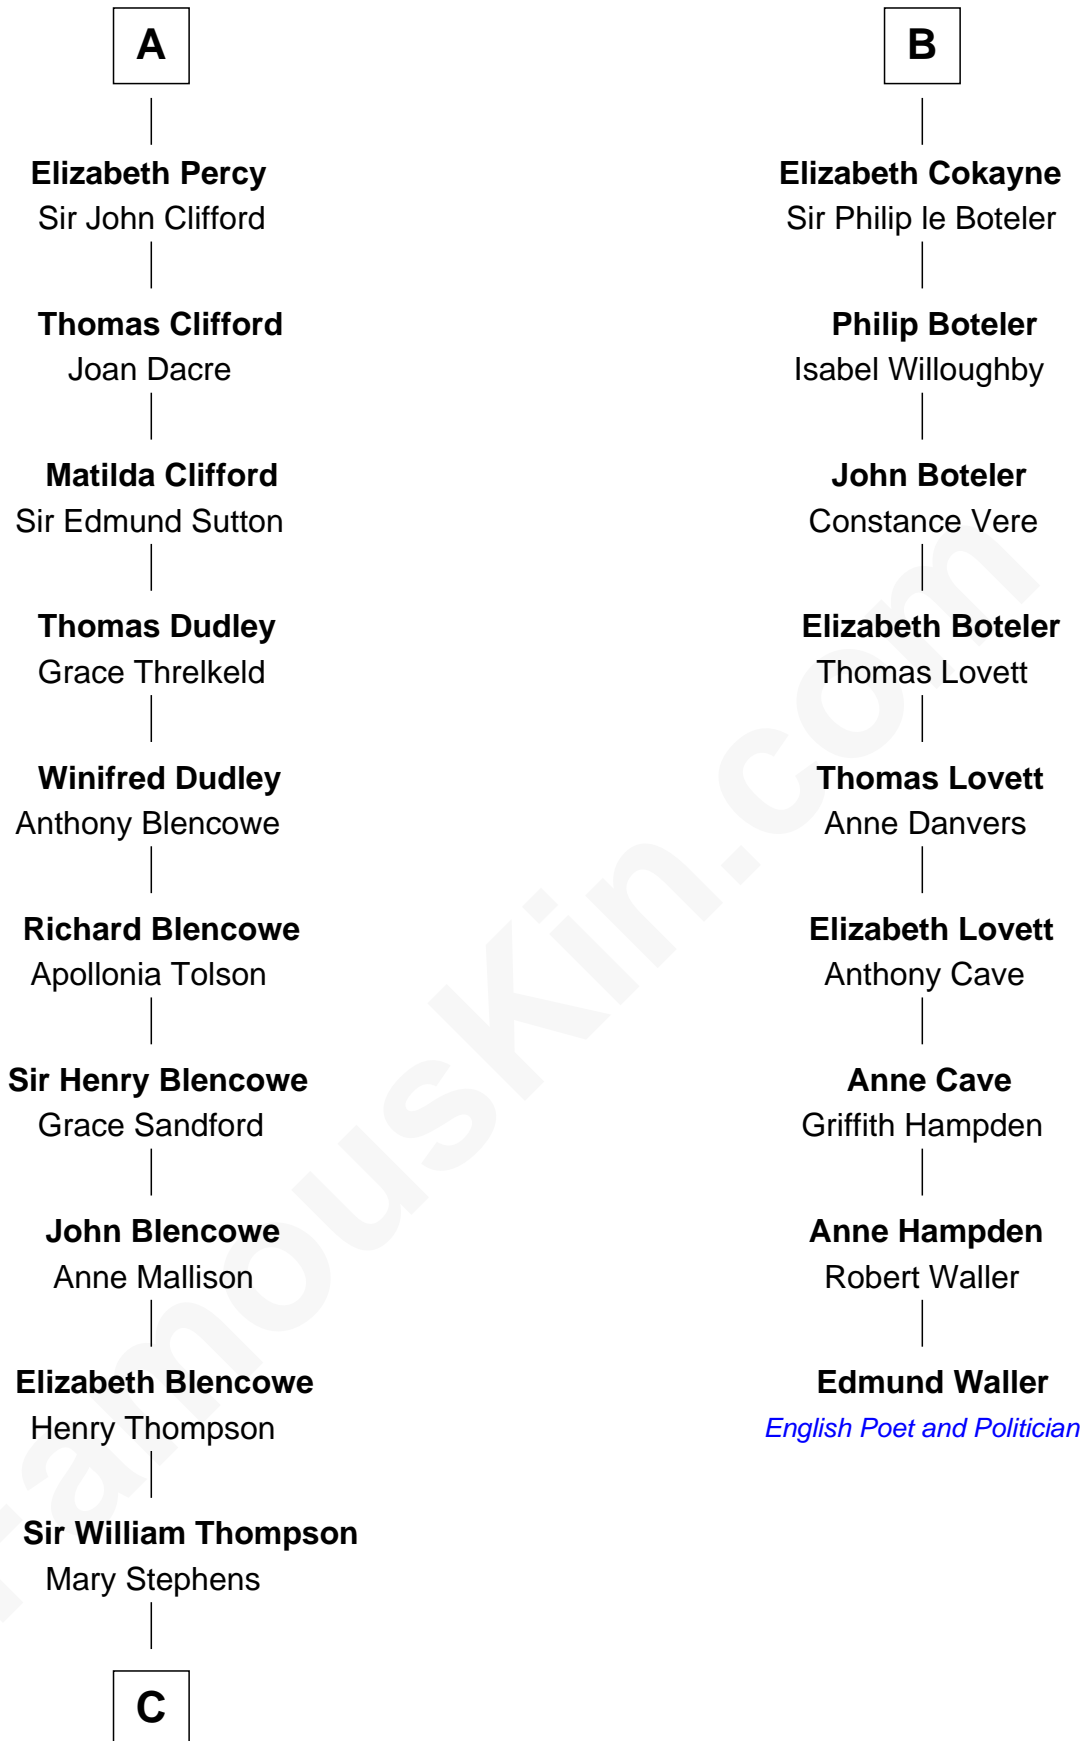 A
Elizabeth Percy
Sir John Clifford
Thomas Clifford
Joan Dacre
Matilda Clifford
Sir Edmund Sutton
Thomas Dudley
Grace Threlkeld
Winifred Dudley
Anthony Blencowe
Richard Blencowe
Apollonia Tolson
Sir Henry Blencowe
Grace Sandford
John Blencowe
Anne Mallison
Elizabeth Blencowe
Henry Thompson
Sir William Thompson
Mary Stephens
C
B
Elizabeth Cokayne
Sir Philip le Boteler
Philip Boteler
Isabel Willoughby
John Boteler
Constance Vere
Elizabeth Boteler
Thomas Lovett
Thomas Lovett
Anne Danvers
Elizabeth Lovett
Anthony Cave
Anne Cave
Griffith Hampden
Anne Hampden
Robert Waller
Edmund Waller
English Poet and Politician
FamousKin.com